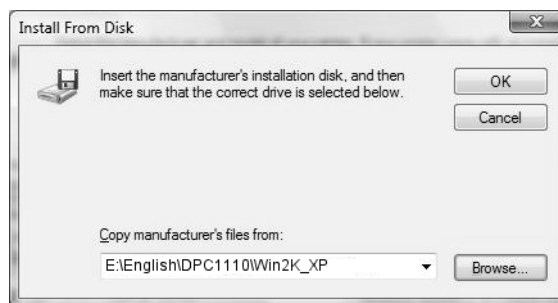 Install From Disk
Insert the manufacturer's installation disk, and then
make sure that the correct drive is selected below.
OK
Cancel
Copy manufacturer's files from:
E:\English\DPC1110\Win2K_XP
Browse...